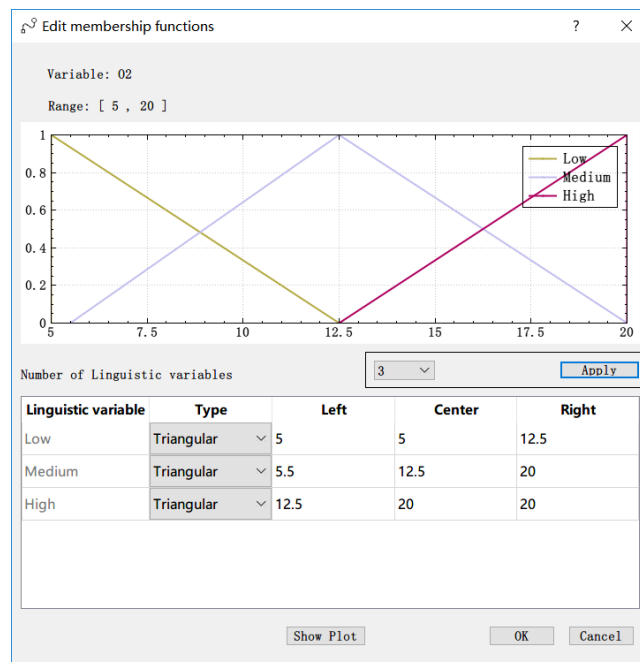 Edit membership functions ? ×
Variable: O2
Range: [ 5 , 20 ]
1
0.8
0.6
0.4
0.2
0
5 7.5 10 12.5 15 17.5 20
Low
Medium
High
Number of Linguistic variables 3 Apply
Linguistic variable Type Left Center Right
Low Triangular 5 5 12.5
Medium Triangular 5.5 12.5 20
High Triangular 12.5 20 20
Show Plot OK Cancel